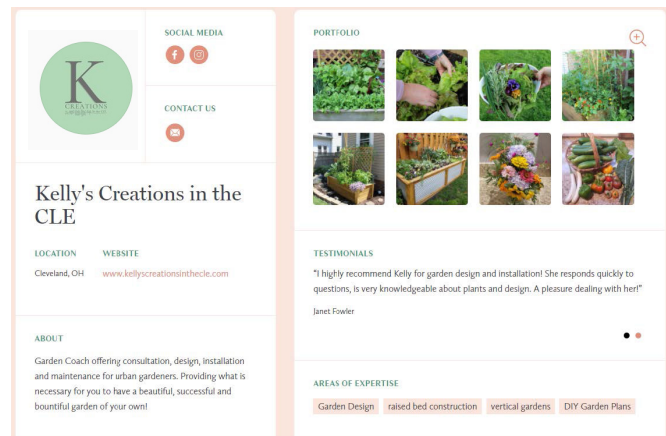 SOCIAL MEDIA
K
CREATIONS
CONTACT US
Kelly's Creations in the
CLE
LOCATION
WEBSITE
Cleveland, OH
www.kellyscreationsinthecle.com
ABOUT
Garden Coach offering consultation, design, installation
and maintenance for urban gardeners. Providing what is
necessary for you to have a beautiful, successful and
bountiful garden of your own!
PORTFOLIO
TESTIMONIALS
"I highly recommend Kelly for garden design and installation! She responds quickly to
questions, is very knowledgeable about plants and design. A pleasure dealing with her!"
Janet Fowler
AREAS OF EXPERTISE
Garden Design
raised bed construction
vertical gardens
DIY Garden Plans